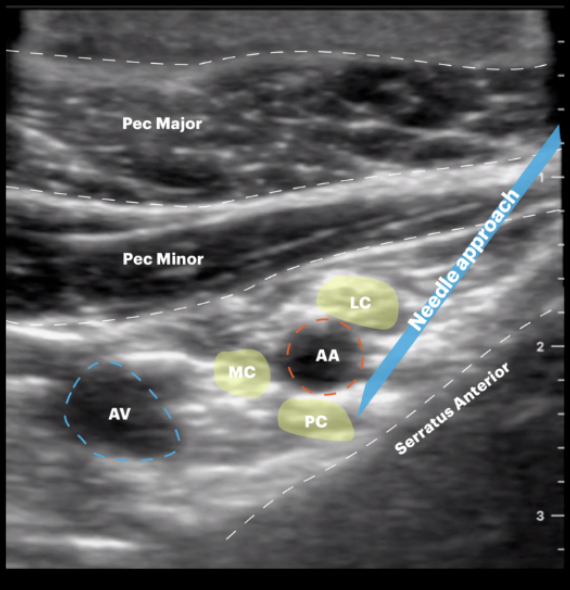 Pec Major
1
Pec Minor
Needle approach
LC
AA
2
MC
AV
PC
Serratus Anterior
3